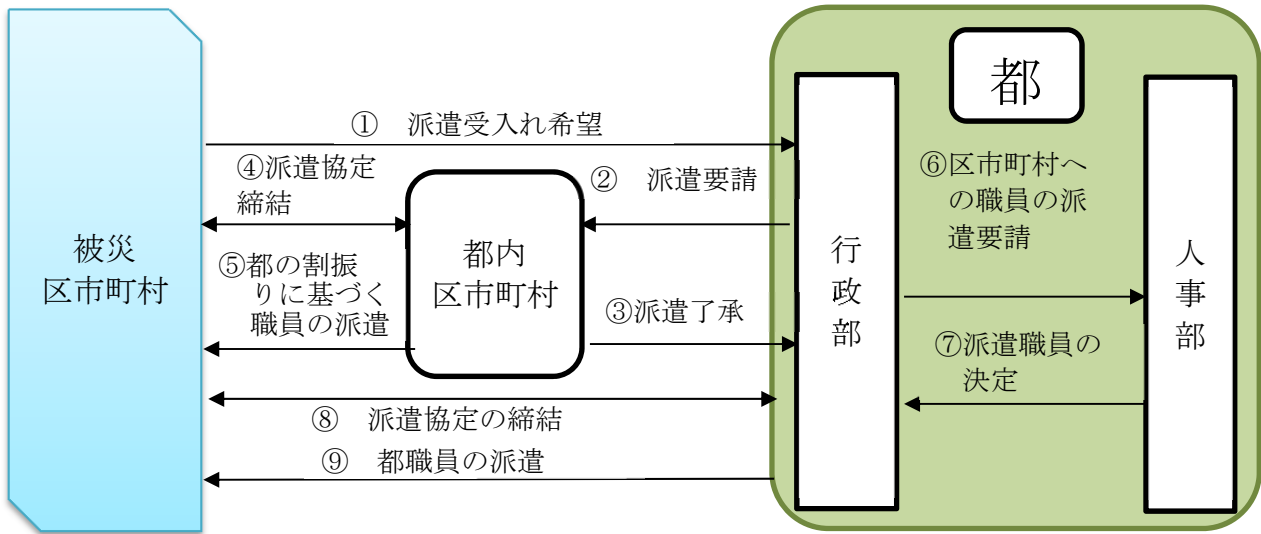 都
① 派遣受入れ希望
④派遣協定
締結
② 派遣要請
⑥区市町村へ
の職員の派
遣要請
被災
区市町村
都内
区市町村
行政部
人事部
⑤都の割振
りに基づく
職員の派遣
③派遣了承
⑦派遣職員の
決定
⑧ 派遣協定の締結
⑨ 都職員の派遣